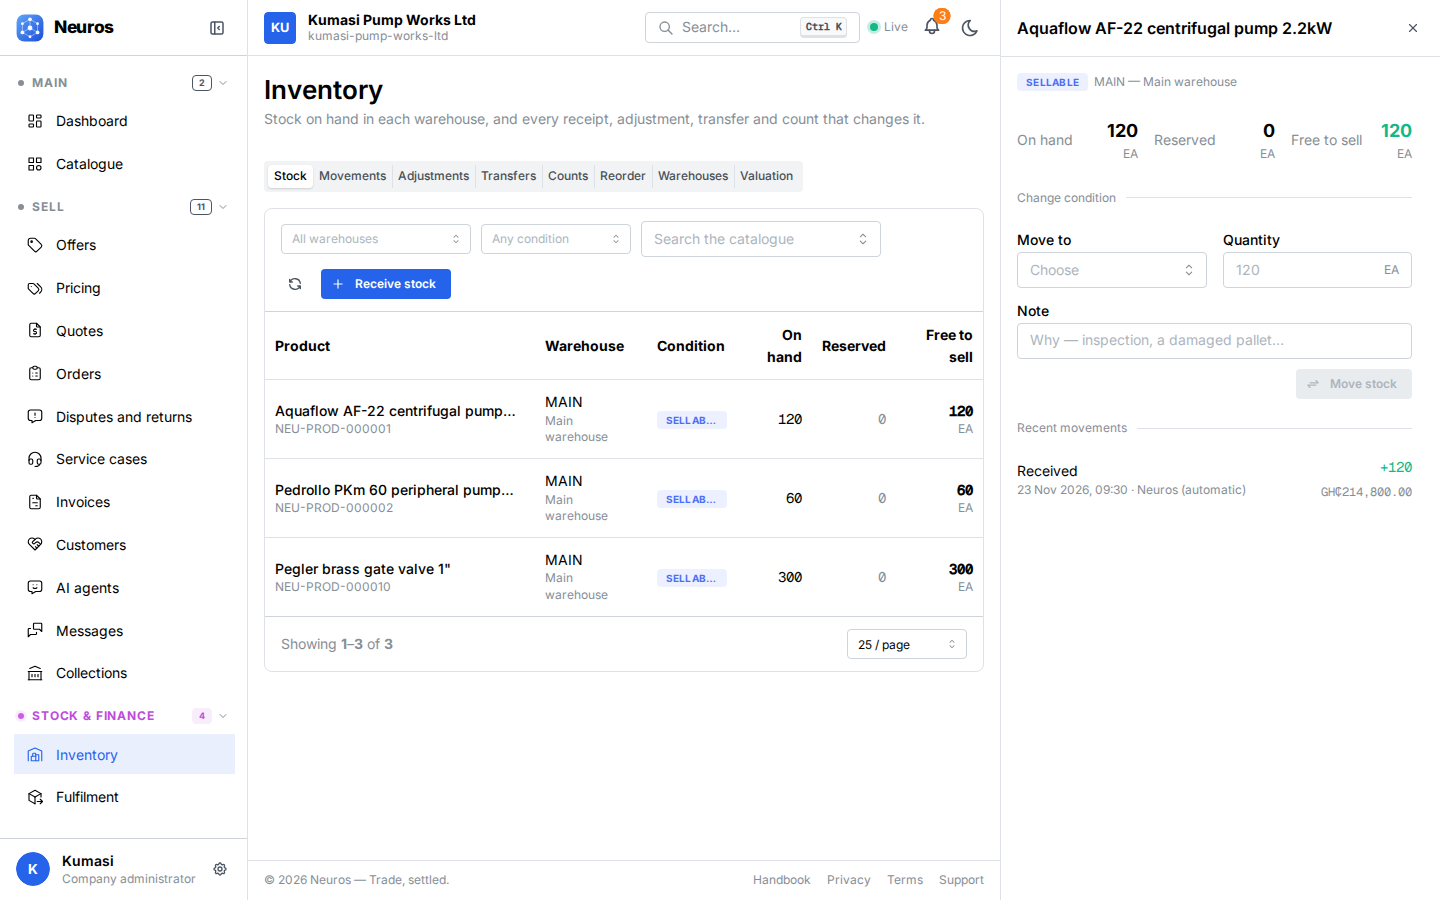 Neuros
MAIN
2
Dashboard
Catalogue
SELL
11
Offers
Pricing
Quotes
Orders
Disputes and returns
Service cases
Invoices
Customers
AI agents
Messages
Collections
STOCK & FINANCE
4
Inventory
Fulfilment
K
Kumasi
Company administrator
KU
Kumasi Pump Works Ltd
kumasi-pump-works-ltd
Search...
Ctrl K
Live
3
Inventory
Stock on hand in each warehouse, and every receipt, adjustment, transfer and count that changes it.
Stock Movements Adjustments Transfers Counts Reorder Warehouses Valuation
All warehouses
Any condition
Search the catalogue
Receive stock
Product Warehouse Condition On hand Reserved Free to sell
Aquaflow AF-22 centrifugal pump...
NEU-PROD-000001
MAIN
Main warehouse
SELLAB...
120
0
120
EA
Pedrollo PKm 60 peripheral pump...
NEU-PROD-000002
MAIN
Main warehouse
SELLAB...
60
0
60
EA
Pegler brass gate valve 1"
NEU-PROD-000010
MAIN
Main warehouse
SELLAB...
300
0
300
EA
Showing 1–3 of 3
25 / page
© 2026 Neuros — Trade, settled.
Handbook Privacy Terms Support
Aquaflow AF-22 centrifugal pump 2.2kW
SELLABLE MAIN — Main warehouse
On hand 120 EA
Reserved 0 EA
Free to sell 120 EA
Change condition
Move to
Choose
Quantity
120 EA
Note
Why — inspection, a damaged pallet...
Move stock
Recent movements
Received
+120
23 Nov 2026, 09:30 · Neuros (automatic)
GH₵214,800.00